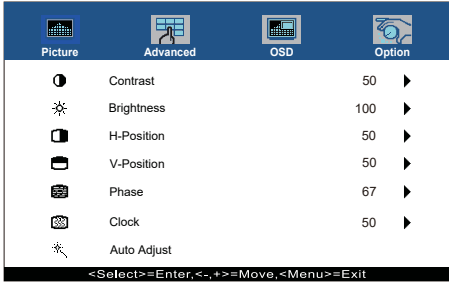 Picture Advanced OSD Option
Contrast 50
Brightness 100
H-Position 50
V-Position 50
Phase 67
Clock 50
Auto Adjust
<Select>=Enter,<-,+>=Move,<Menu>=Exit